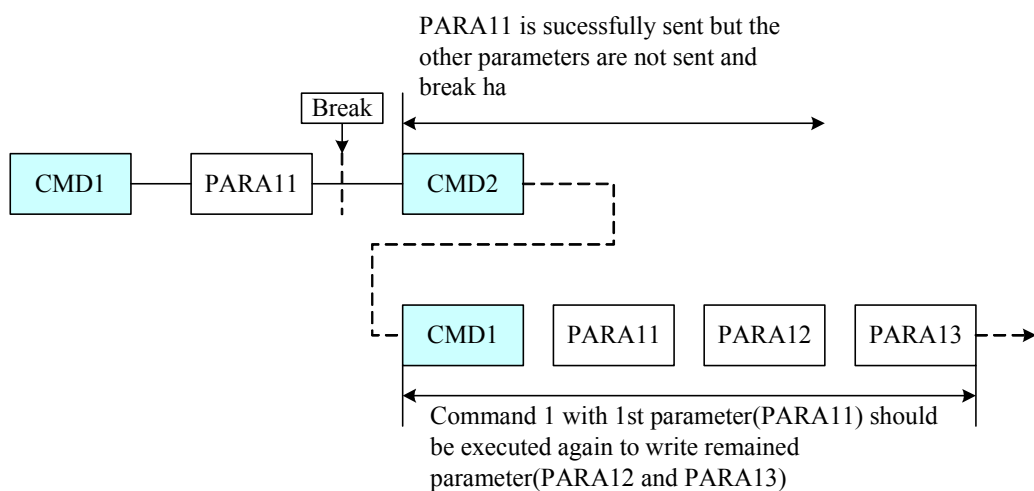 PARA11 is sucessfully sent but the
other parameters are not sent and
break ha
Break
CMD1
PARA11
CMD2
CMD1
PARA11
PARA12
PARA13
Command 1 with 1st parameter(PARA11) should
be executed again to write remained
parameter(PARA12 and PARA13)